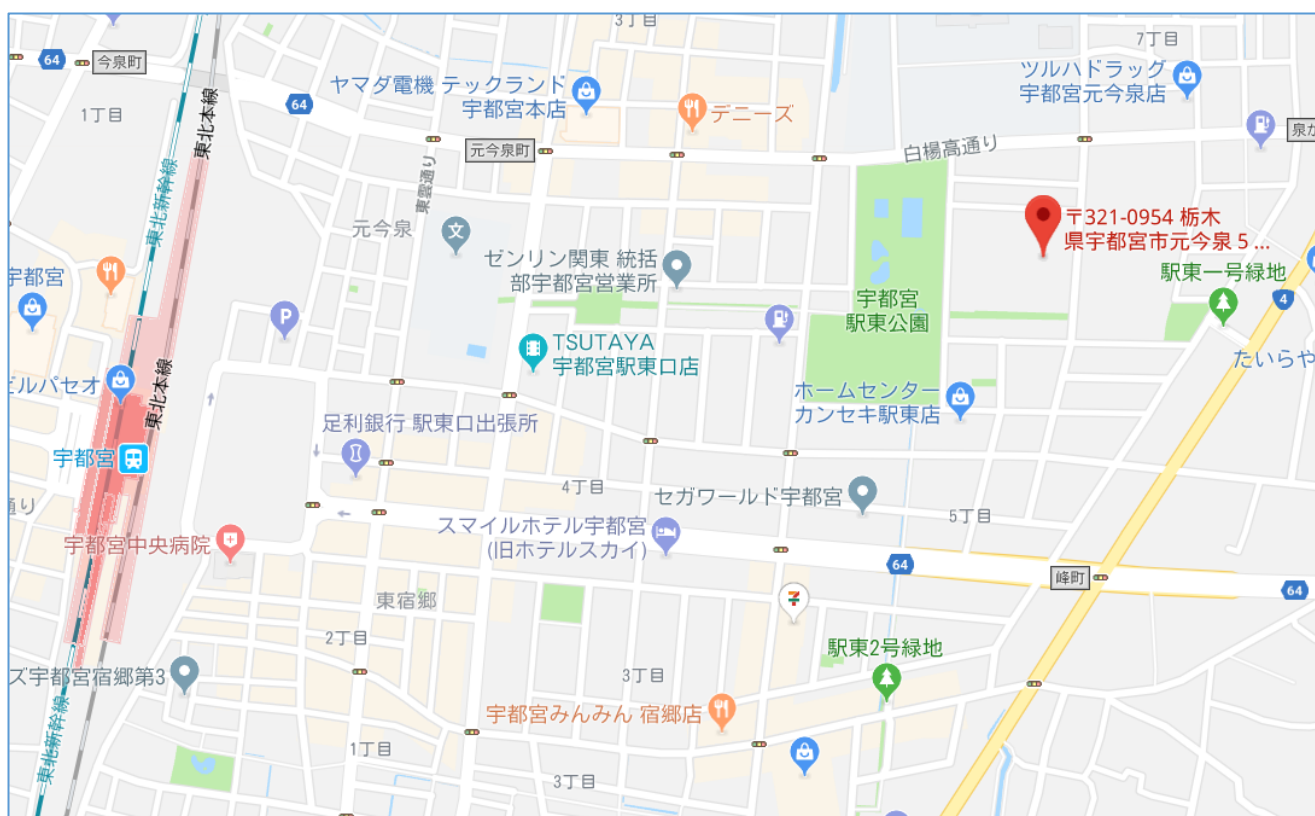 3丁目
7丁目
64
今泉町
ヤマダ電機 テックランド
宇都宮本店
ツルハドラッグ
宇都宮元今泉店
1丁目
64
東北本線
デニーズ
元今泉町
白楊高通り
東雲通り
東北新幹線
元今泉
〒321-0954 栃木
県宇都宮市元今泉 5 ...
ゼンリン関東 統括
部宇都宮営業所
宇都宮
駅東一号緑地
4
宇都宮
駅東公園
P
TSUTAYA
宇都宮駅東口店
たいらや
ビルパセオ
東北本線
ホームセンター
カンセキ駅東店
足利銀行 駅東口出張所
宇都宮
4丁目
セガワールド宇都宮
5丁目
通り
スマイルホテル宇都宮
(旧ホテルスカイ)
宇都宮中央病院
64
峰町
64
東宿郷
7
2丁目
駅東2号緑地
ズ宇都宮宿郷第3
3丁目
宇都宮みんみん 宿郷店
東北新幹線
1丁目
3丁目